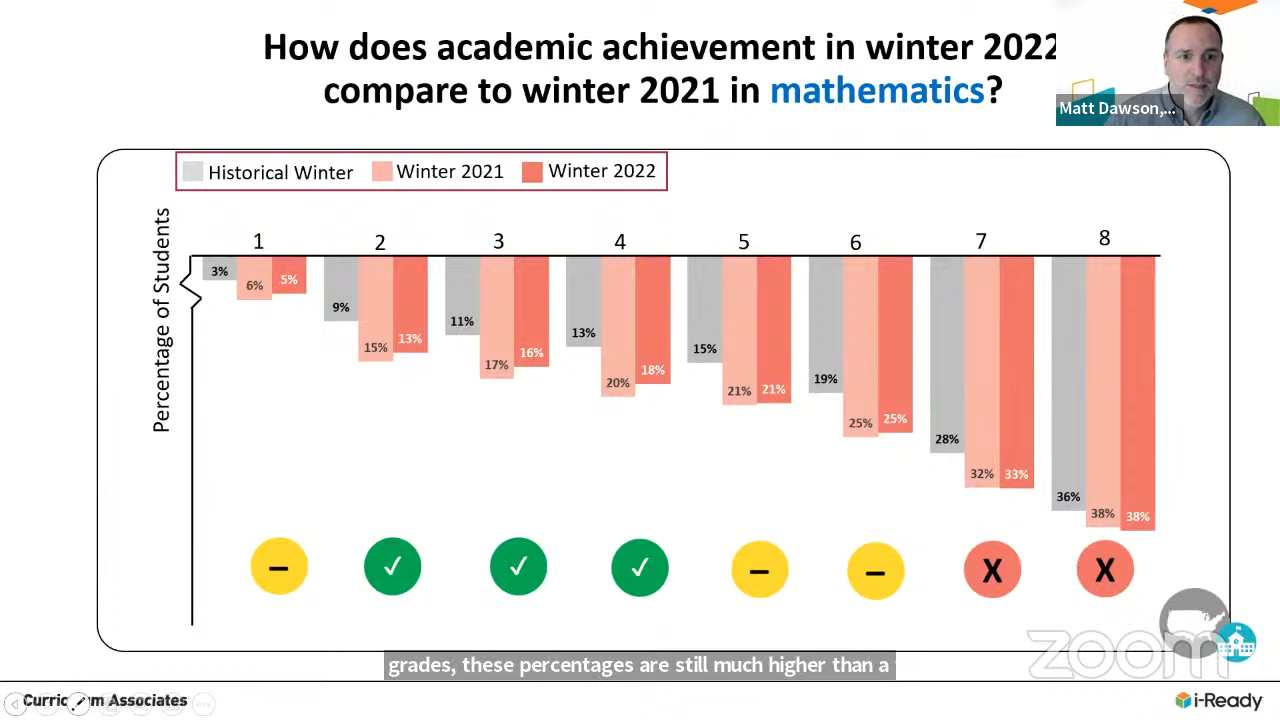 How does academic achievement in winter 2022
compare to winter 2021 in mathematics?
Matt Dawson,...
Historical Winter
Winter 2021
Winter 2022
Percentage of Students
1
2
3
4
5
6
7
8
3%
6%
5%
9%
15%
13%
11%
17%
16%
13%
20%
18%
15%
21%
21%
19%
25%
25%
28%
32%
33%
36%
38%
38%
–
✓
✓
✓
–
–
X
X
zoom
grades, these percentages are still much higher than a
Curriculum Associates
i-Ready